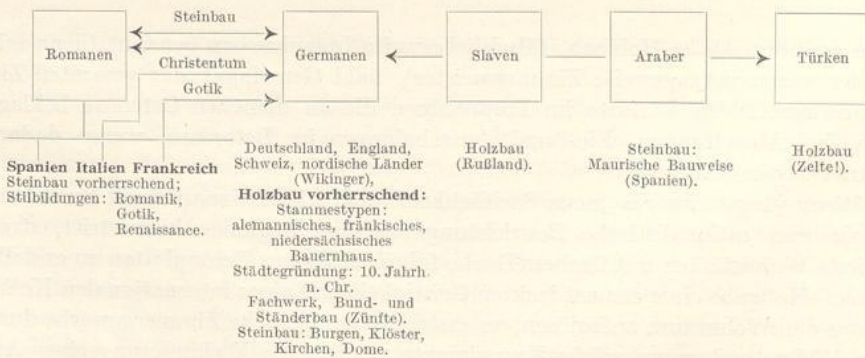 Steinbau
Romanen
Germanen
Slaven
Araber
Türken
Christentum
Gotik
Spanien Italien Frankreich
Steinbau vorherrschend;
Stilbildungen: Romanik,
Gotik,
Renaissance.
Deutschland, England,
Schweiz, nordische Länder
(Wikinger),
Holzbau vorherrschend:
Stammestypen:
alemannisches, fränkisches,
niedersächsisches
Bauernhaus.
Städtegründung: 10. Jahrh.
n. Chr.
Fachwerk, Bund- und
Ständerbau (Zünfte).
Steinbau: Burgen, Klöster,
Kirchen, Dome.
Holzbau
(Rußland).
Steinbau:
Maurische Bauweise
(Spanien).
Holzbau
(Zelte!).